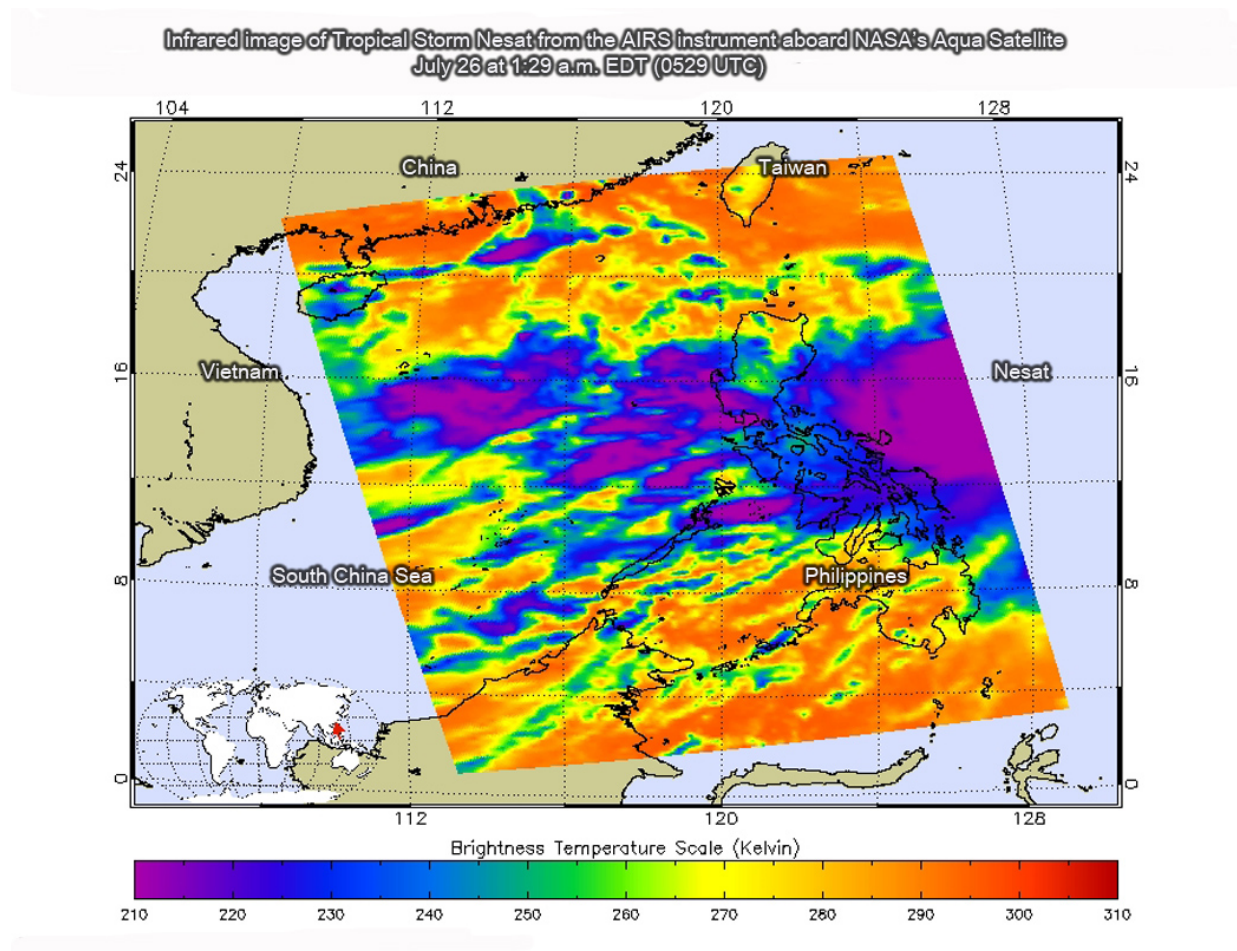 Infrared image of Tropical Storm Nesat from the AIRS instrument aboard NASA's Aqua Satellite
July 26 at 1:29 a.m. EDT (0529 UTC)
104 112 120 128
24 China Taiwan 24
16 Vietnam Nesat 16
8 South China Sea Philippines 8
0 0
112 120 128
Brightness Temperature Scale (Kelvin)
210 220 230 240 250 260 270 280 290 300 310